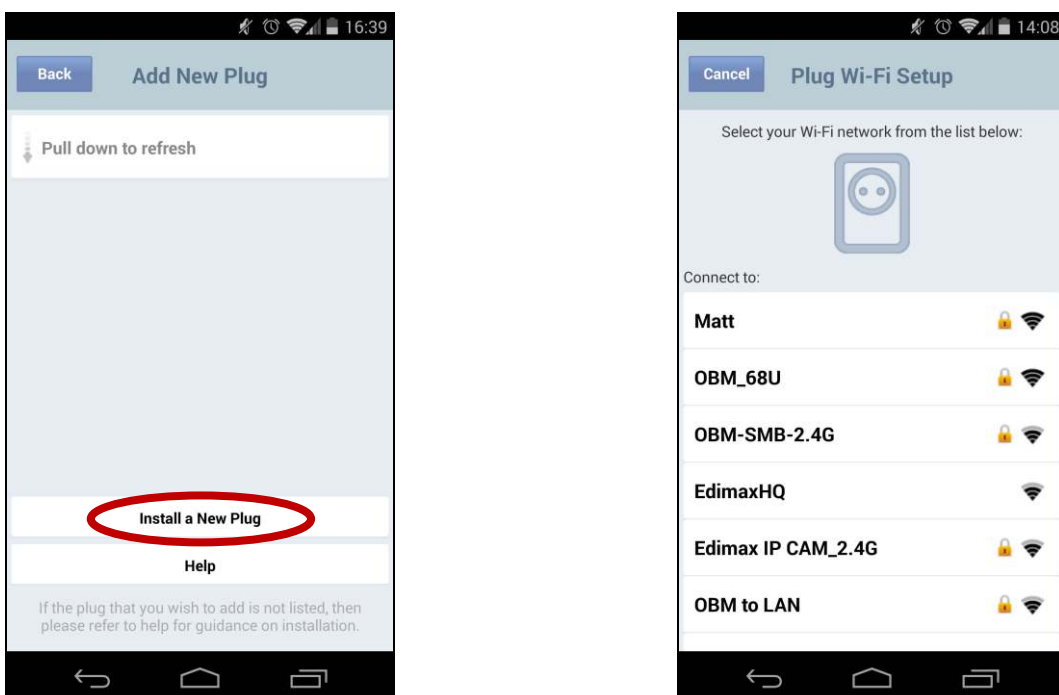 16:39
Back
Add New Plug
Pull down to refresh
Install a New Plug
Help
If the plug that you wish to add is not listed, then
please refer to help for guidance on installation.
14:08
Cancel
Plug Wi-Fi Setup
Select your Wi-Fi network from the list below:
Connect to:
Matt
OBM_68U
OBM-SMB-2.4G
EdimaxHQ
Edimax IP CAM_2.4G
OBM to LAN